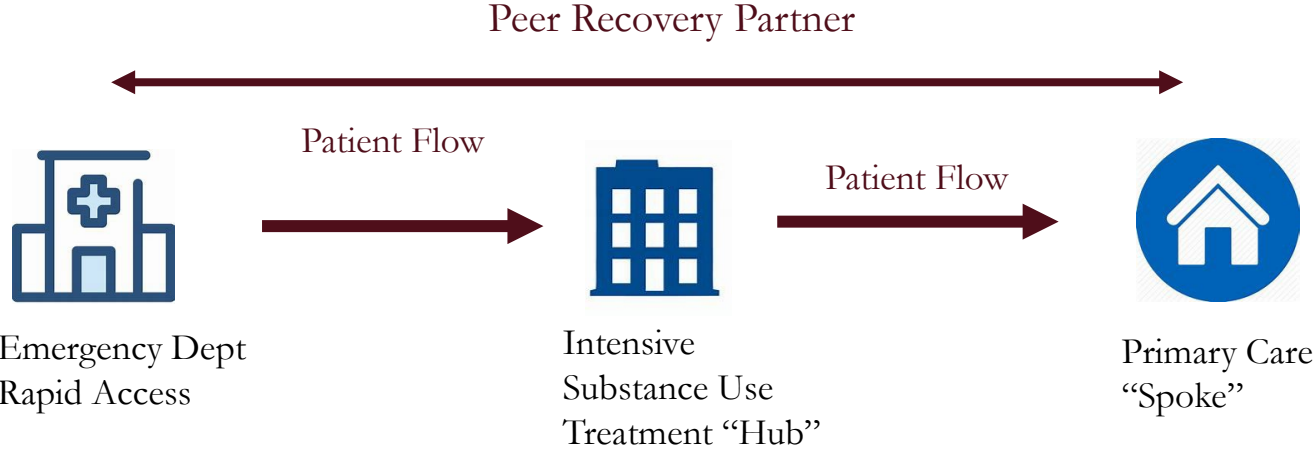 Peer Recovery Partner
Patient Flow
Patient Flow
Emergency Dept
Rapid Access
Intensive
Substance Use
Treatment “Hub”
Primary Care
“Spoke”